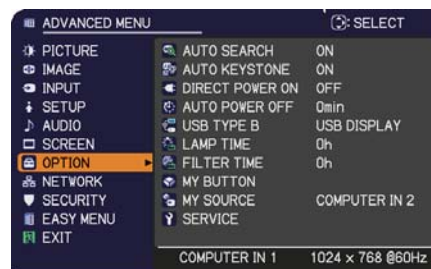 ADVANCED MENU : SELECT
PICTURE AUTO SEARCH ON
IMAGE AUTO KEYSTONE ON
INPUT DIRECT POWER ON OFF
SETUP AUTO POWER OFF 0min
AUDIO USB TYPE B USB DISPLAY
SCREEN LAMP TIME 0h
OPTION FILTER TIME 0h
NETWORK MY BUTTON
SECURITY MY SOURCE COMPUTER IN 2
EASY MENU SERVICE
EXIT
COMPUTER IN 1 1024 x 768 @60Hz